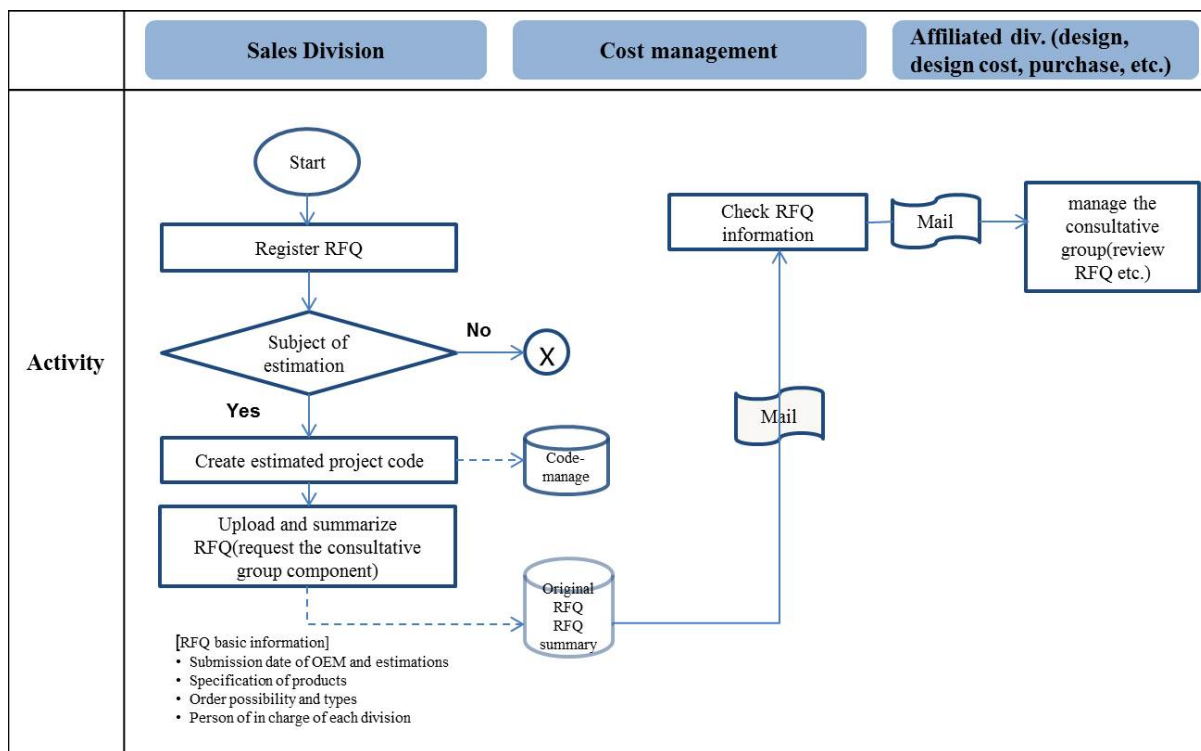 Sales Division
Cost management
Affiliated div. (design,
design cost, purchase, etc.)
Activity
Start
Register RFQ
Subject of
estimation
No
X
Yes
Create estimated project code
Code-
manage
Upload and summarize
RFQ(request the consultative
group component)
Original
RFQ
RFQ
summary
[RFQ basic information]
• Submission date of OEM and estimations
• Specification of products
• Order possibility and types
• Person of in charge of each division
Mail
Check RFQ
information
Mail
manage the
consultative
group(review
RFQ etc.)